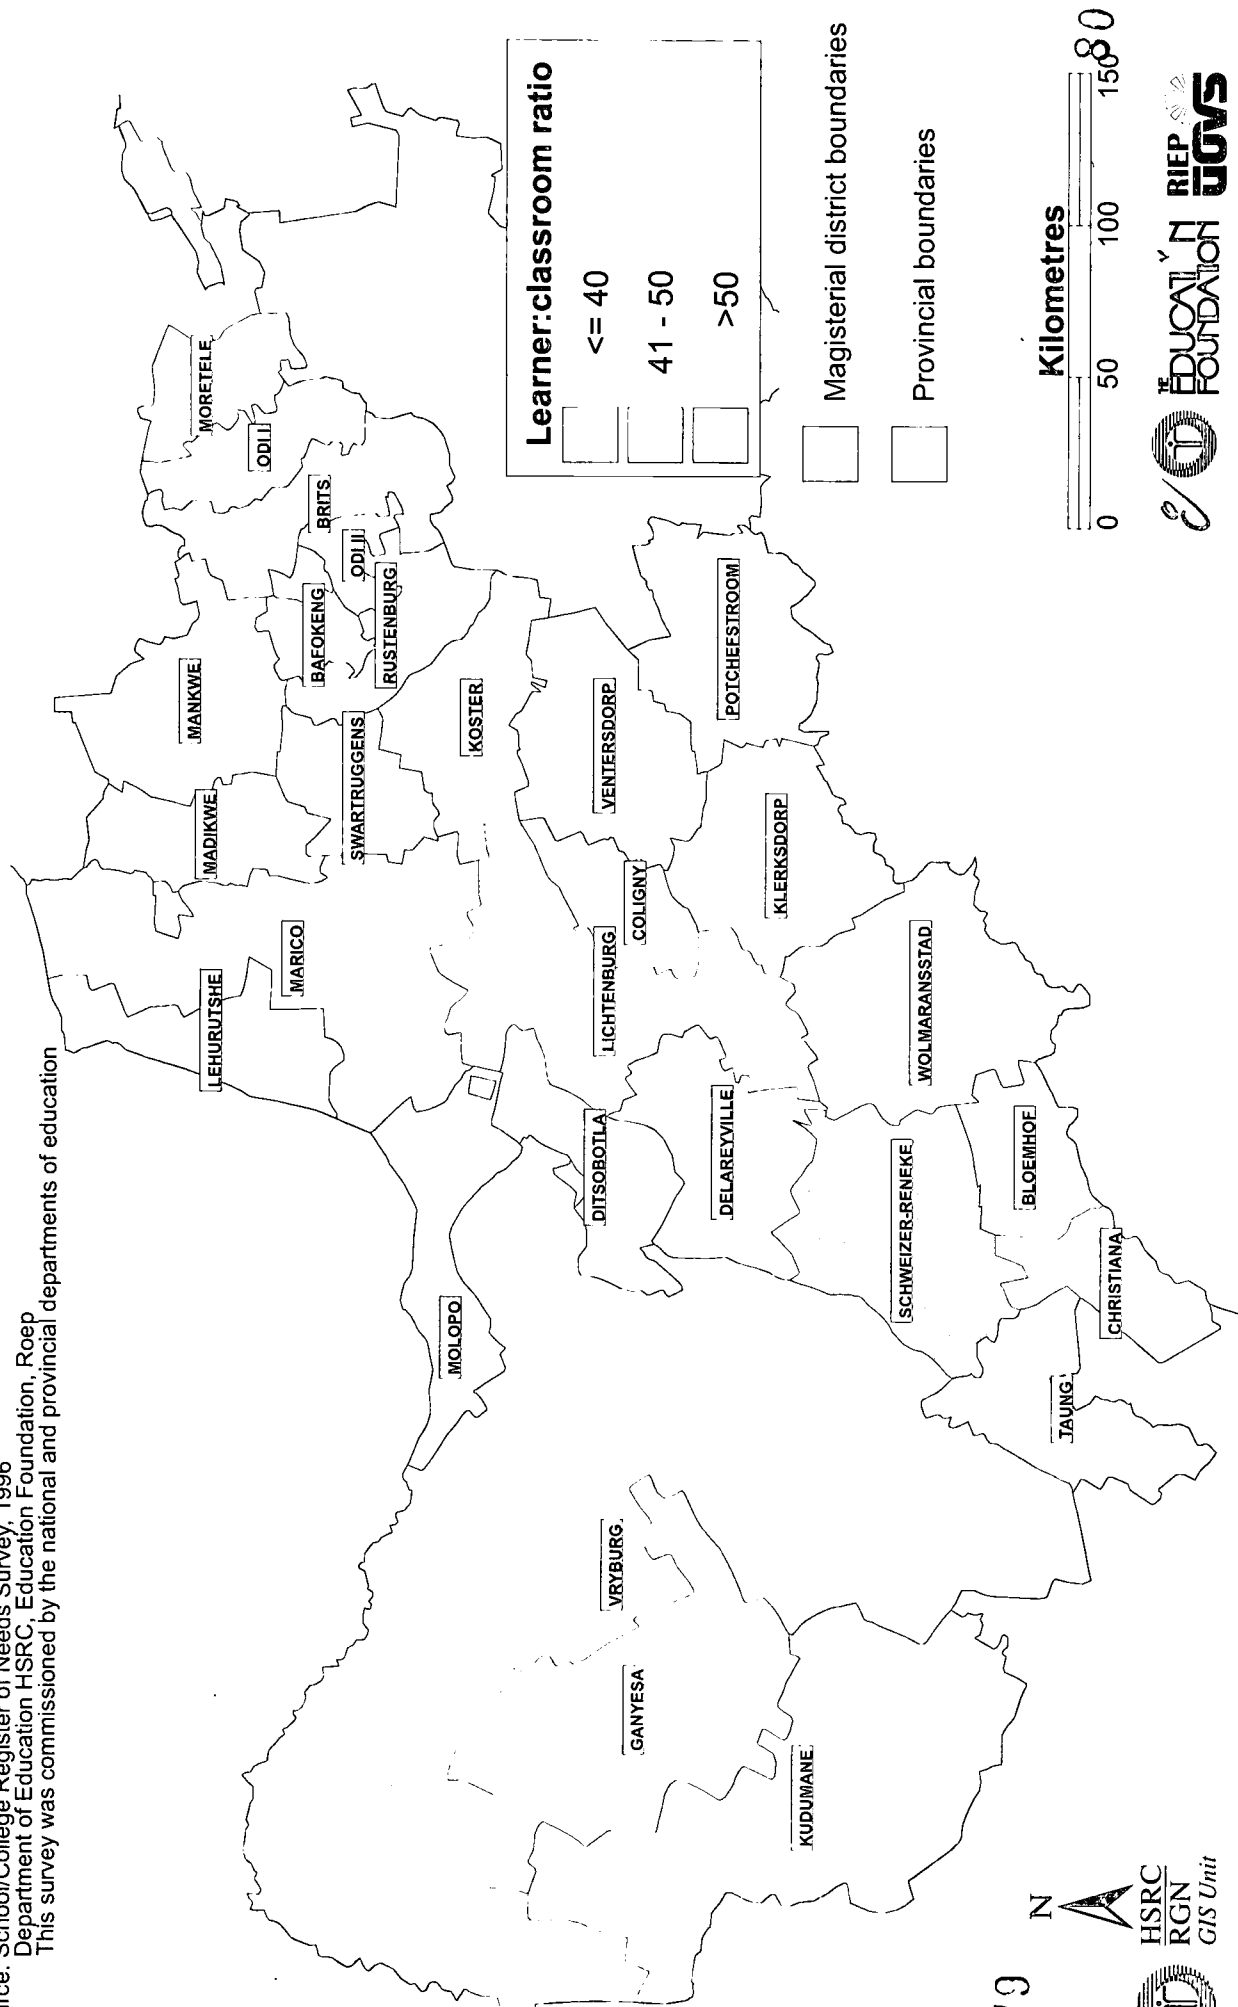 School/College Register of Needs Survey, 1996
Department of Education HSRC, Education Foundation, Roep
This survey was commissioned by the national and provincial departments of education
MORETELE
ODI I
BRITS
ODI II
MANKWE
BAFOKENG
RUSTENBURG
MADIKWE
SWARTRUGGENS
KOSTER
LEHURUTSHE
MARICO
VENTERSDORP
POTCHEFSTROOM
COLIGNY
LICHTENBURG
KLERKSDORP
MOLOPO
DITSOBOTLA
DELAREYVILLE
WOLMARANSSTAD
SCHWEIZER-RENEKE
BLOEMHOF
CHRISTIANA
TAUNG
VRYBURG
GANYESA
KUDUMANE
Learner:classroom ratio
<= 40
41 - 50
>50
Magisterial district boundaries
Provincial boundaries
Kilometres
0 50 100 150
80
N
HSRC
RGN
GIS Unit
THE
EDUCATION
FOUNDATION
RIEP
UOVS